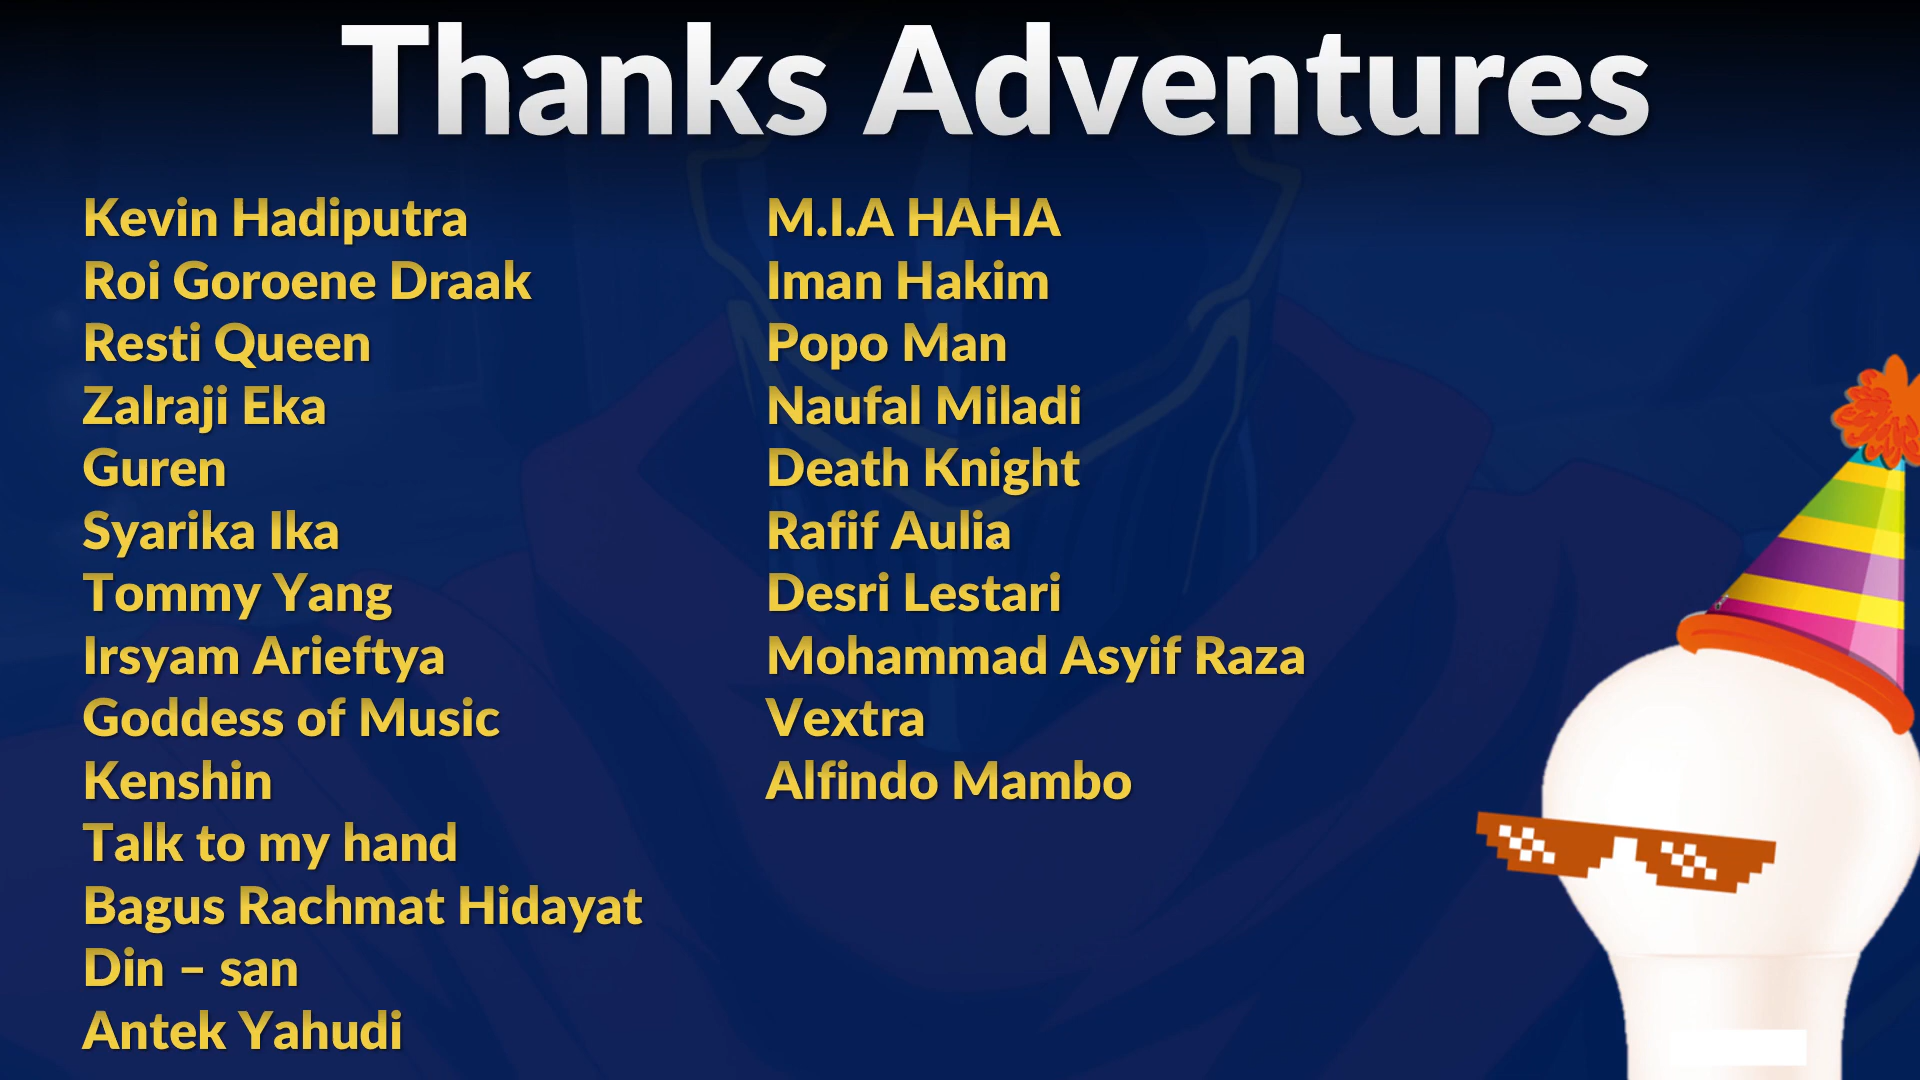 Thanks Adventures
Kevin Hadiputra
Roi Goroene Draak
Resti Queen
Zalraji Eka
Guren
Syarika Ika
Tommy Yang
Irsyam Arieftya
Goddess of Music
Kenshin
Talk to my hand
Bagus Rachmat Hidayat
Din – san
Antek Yahudi
M.I.A HAHA
Iman Hakim
Popo Man
Naufal Miladi
Death Knight
Rafif Aulia
Desri Lestari
Mohammad Asyif Raza
Vextra
Alfindo Mambo